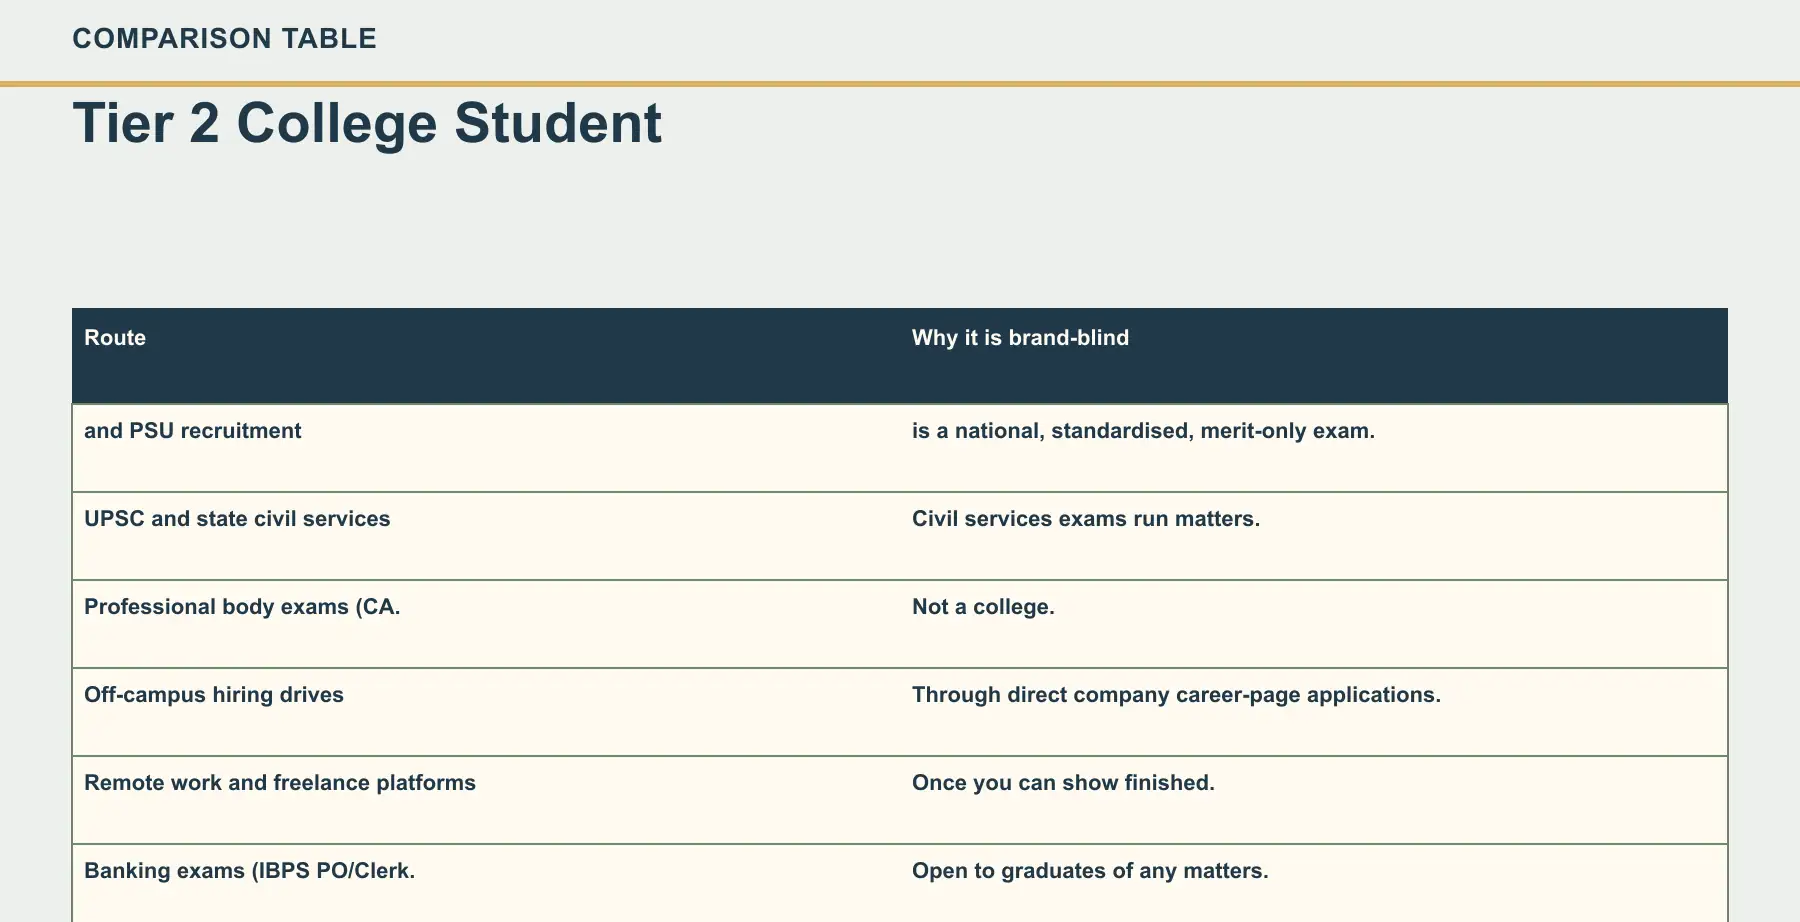 COMPARISON TABLE
Tier 2 College Student
Route Why it is brand-blind
and PSU recruitment is a national, standardised, merit-only exam.
UPSC and state civil services Civil services exams run matters.
Professional body exams (CA. Not a college.
Off-campus hiring drives Through direct company career-page applications.
Remote work and freelance platforms Once you can show finished.
Banking exams (IBPS PO/Clerk. Open to graduates of any matters.